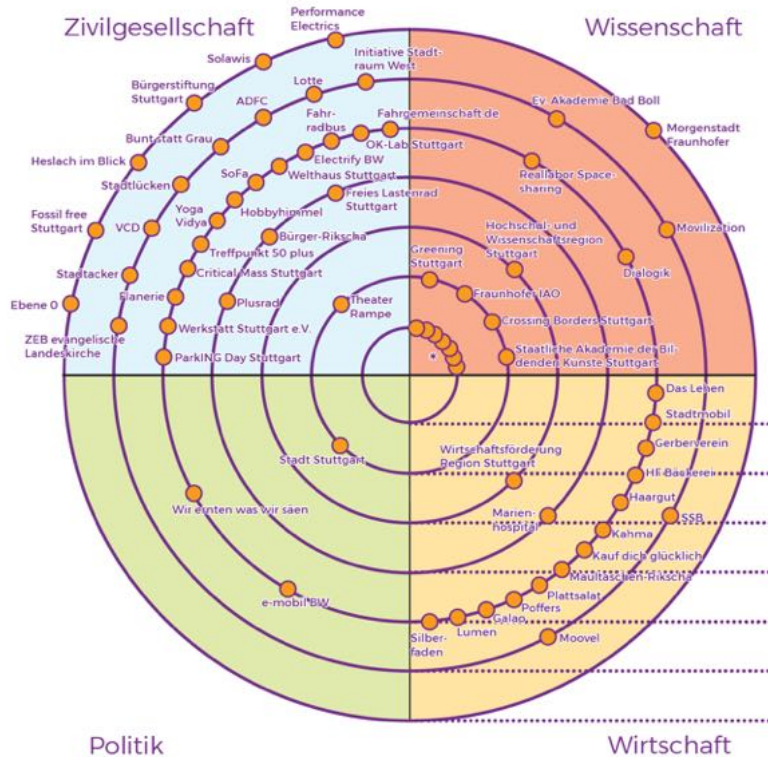 Zivilgesellschaft
Wissenschaft
Performance
Electrics
Solawis
Initiative Stadt-
raum West
Bürgerstiftung
Stuttgart
Lotte
ADFC
Fahr-
radbus
Fahrgemeinschaft de
OK-Lab Stuttgart
Ev. Akademie Bad Boll
Morgenstadt
Fraunhofer
Bunt statt Grau
Heslach im Blick
Electrify BW
Stadtlücken
SoFa
Welthaus Stuttgart
Reallabor Space-
sharing
Freies Lastenrad
Stuttgart
Fossil free
Stuttgart
Yoga
Vidya
Hobbyhimmel
VCD
Bürger-Rikscha
Hochschul- und
Wissenschaftsregion
Stuttgart
Movilization
Treffpunkt 50 plus
Greening
Stuttgart
Stadtacker
Critical Mass Stuttgart
Dialogik
Flanerie
Plusrad
Theater
Rampe
Fraunhofer IAO
Ebene 0
Werkstatt Stuttgart e.V.
Crossing Borders Stuttgart
ZEB evangelische
Landeskirche
ParkING Day Stuttgart
*
Staatliche Akademie der Bil-
denden Künste Stuttgart
Das Lehen
Stadtmobil
Gerberverein
Stadt Stuttgart
Wirtschaftsförderung
Region Stuttgart
HF Bäckerei
Haargut
Wir ernten was wir säen
Marien-
hospital
SSB
Kahma
Kauf dich glücklich
Maultaschen-Rikscha
e-mobil BW
Plattsalat
Poffers
Galao
Lumen
Silber-
faden
Moovel
Politik
Wirtschaft